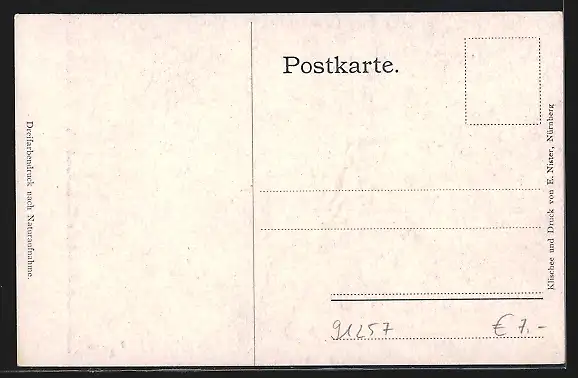 Postkarte.
Dreifarbendruck nach Naturaufnahme.
Klischee und Druck von E. Nister, Nürnberg
91257 € 7.-